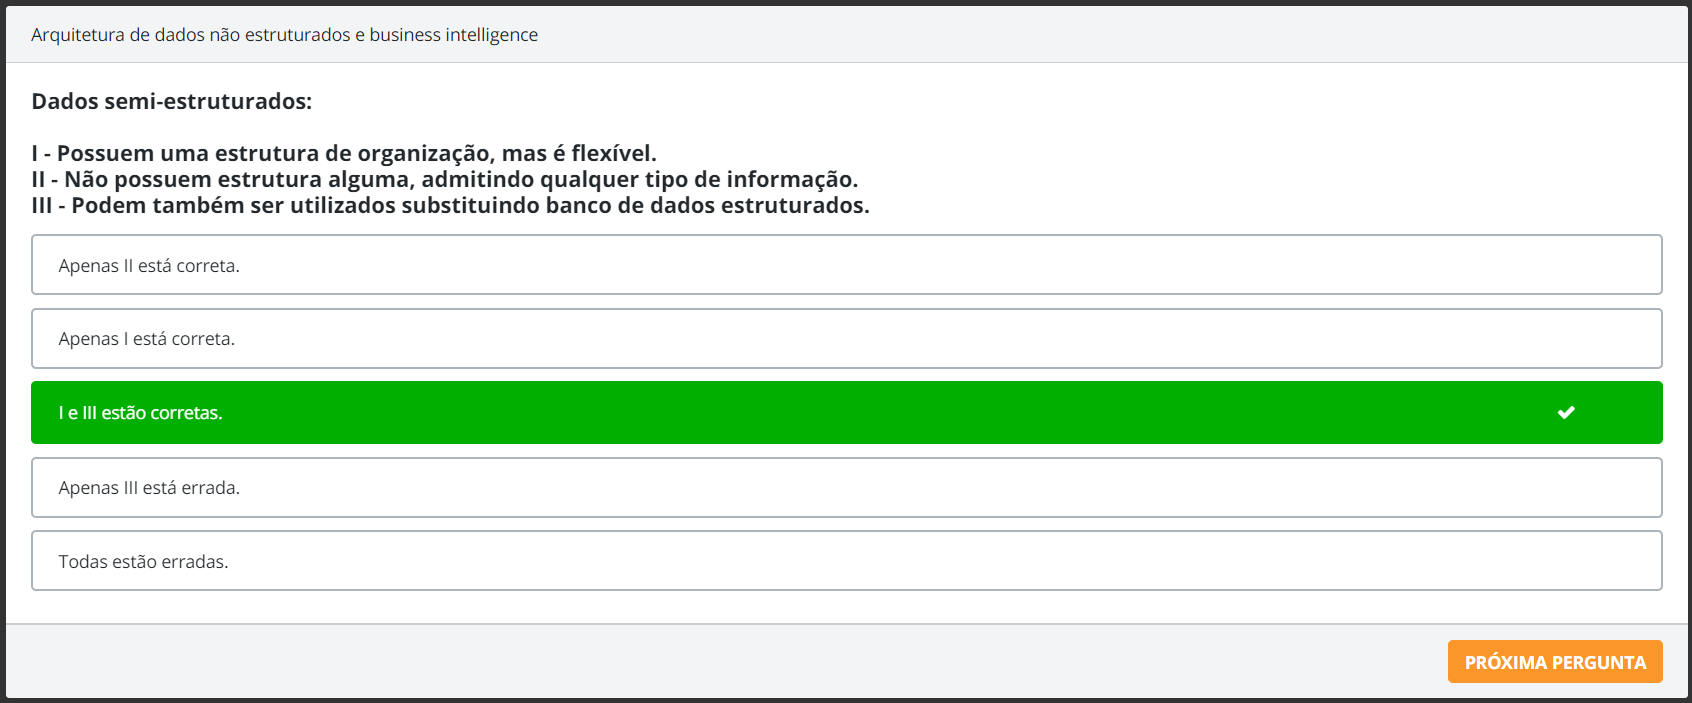 Arquitetura de dados não estruturados e business intelligence
Dados semi-estruturados:
I - Possuem uma estrutura de organização, mas é flexível.
II - Não possuem estrutura alguma, admitindo qualquer tipo de informação.
III - Podem também ser utilizados substituindo banco de dados estruturados.
Apenas II está correta.
Apenas I está correta.
I e III estão corretas.
Apenas III está errada.
Todas estão erradas.
PRÓXIMA PERGUNTA